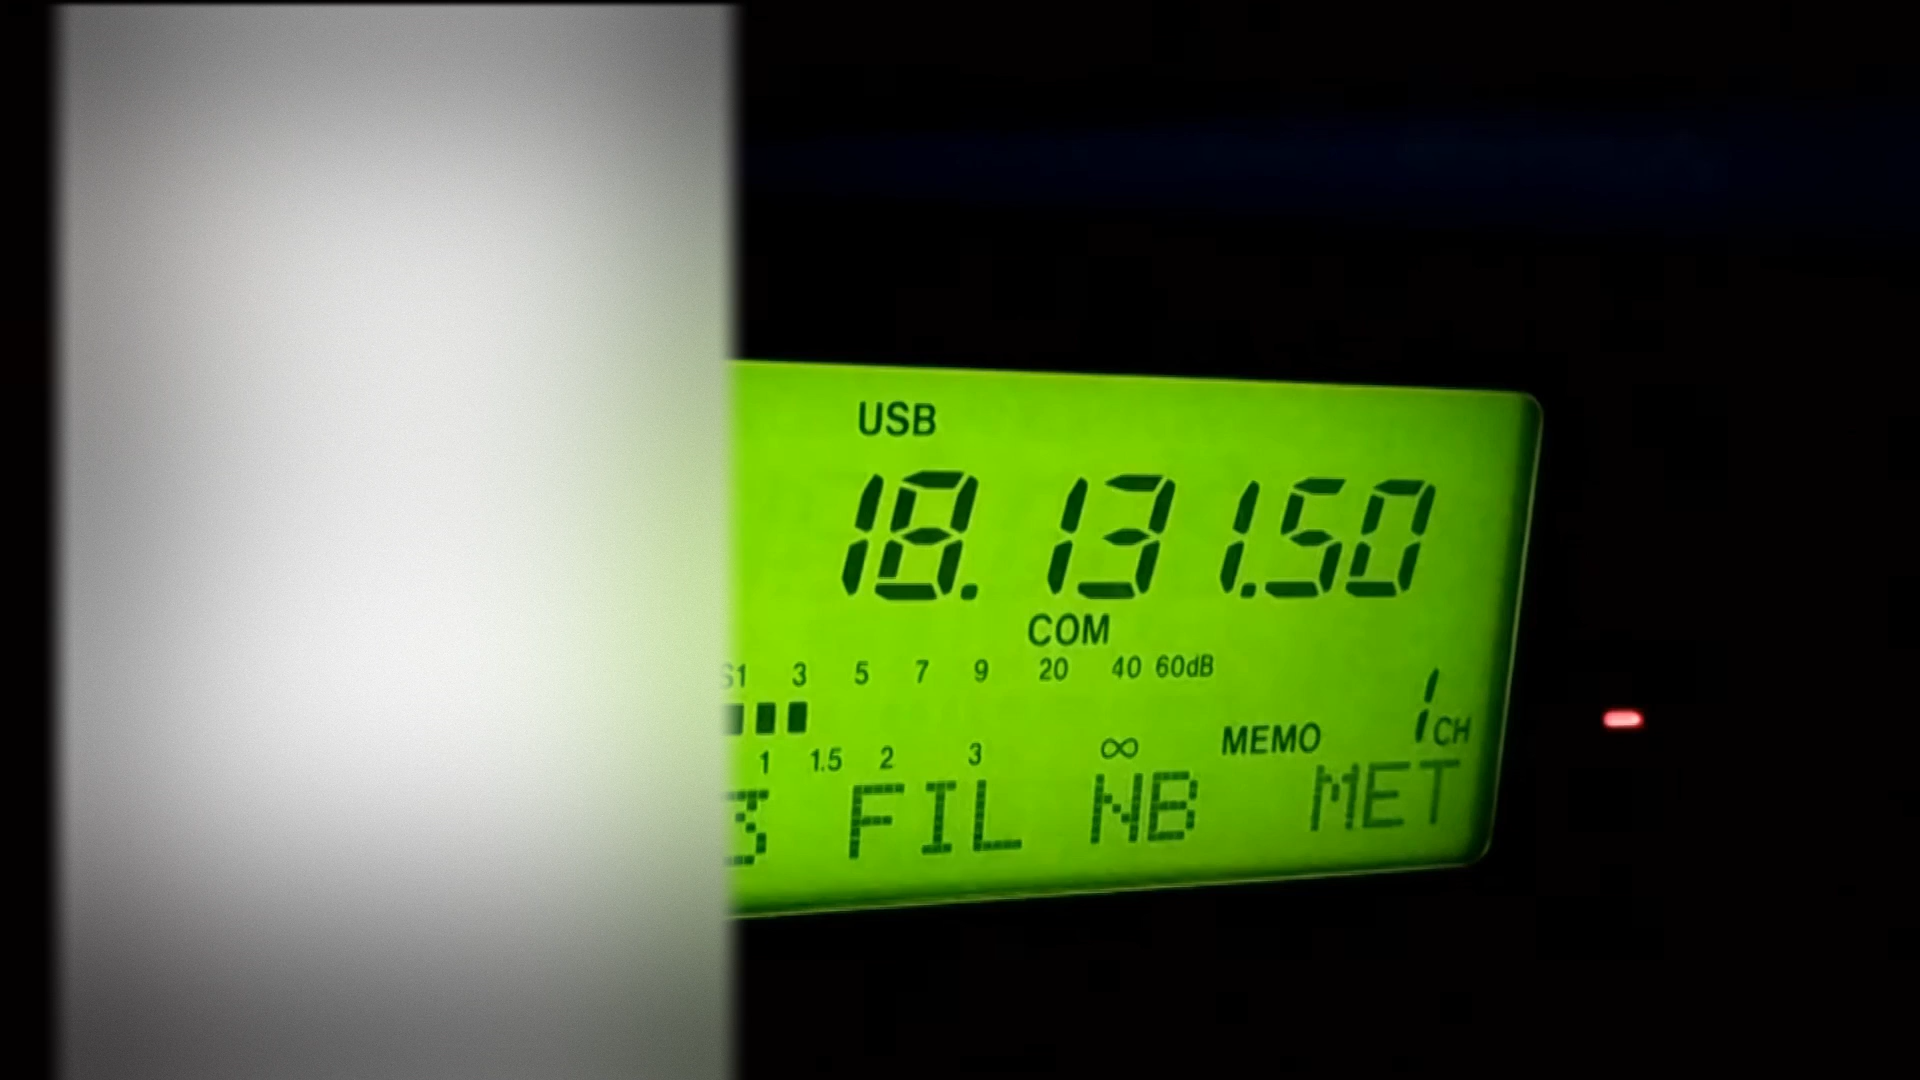 USB
18.131.50
COM
S1 3 5 7 9 20 40 60dB
1 1.5 2 3 ∞ MEMO 1CH
FIL NB MET